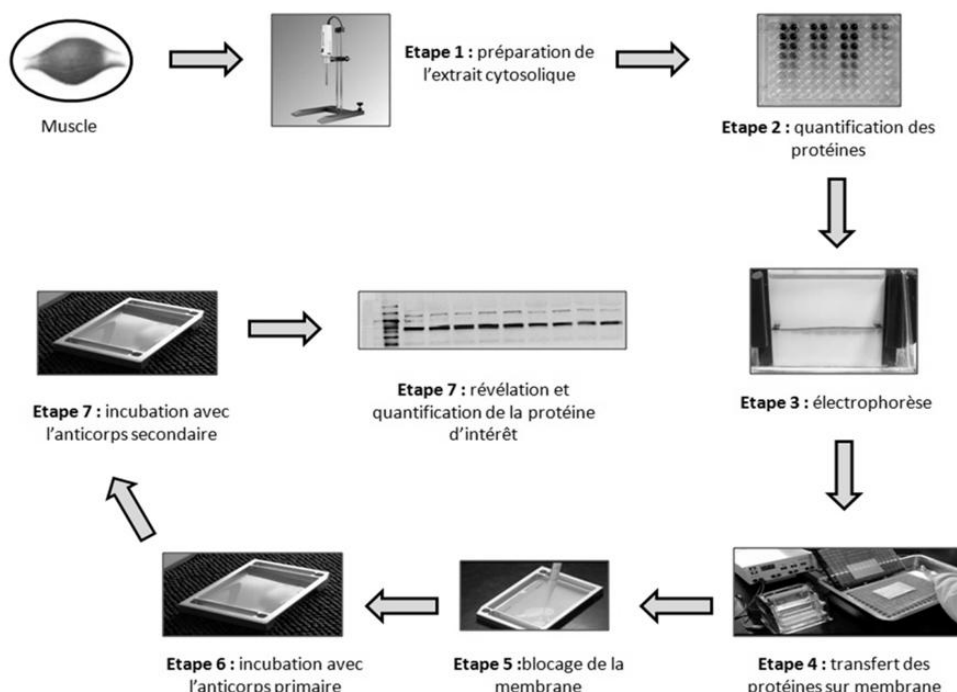 Muscle
Etape 1 : préparation de
l'extrait cytosolique
Etape 2 : quantification des
protéines
Etape 3 : électrophorèse
Etape 4 : transfert des
protéines sur membrane
Etape 5 :blocage de la
membrane
Etape 6 : incubation avec
l'anticorps primaire
Etape 7 : incubation avec
l'anticorps secondaire
Etape 7 : révélation et
quantification de la protéine
d'intérêt